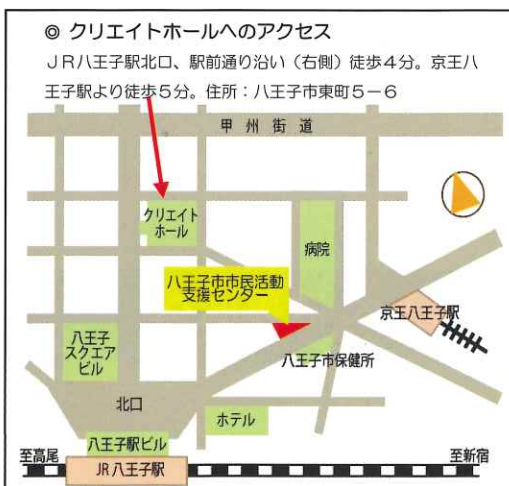 ◎ クリエイトホールへのアクセス
JR八王子駅北口、駅前通り沿い（右側）徒歩４分。京王八
王子駅より徒歩５分。住所：八王子市東町５－６
甲州街道
クリエイト
ホール
病院
八王子市市民活動
支援センター
京王八王子駅
八王子
スクエア
ビル
八王子市保健所
北口
ホテル
八王子駅ビル
至高尾
至新宿
JR 八王子駅